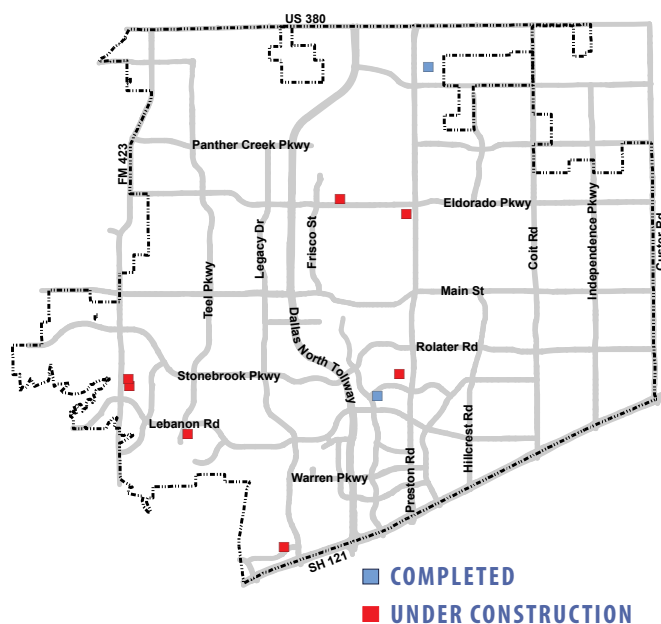 US 380
Panther Creek Pkwy
FM 423
Eldorado Pkwy
Legacy Dr
Frisco St
Teel Pkwy
Coit Rd
Independence Pkwy
Custer Rd
Main St
Dallas North Tollway
Rolater Rd
Stonebrook Pkwy
Lebanon Rd
Hillcrest Rd
Preston Rd
Warren Pkwy
SH 121
COMPLETED
UNDER CONSTRUCTION